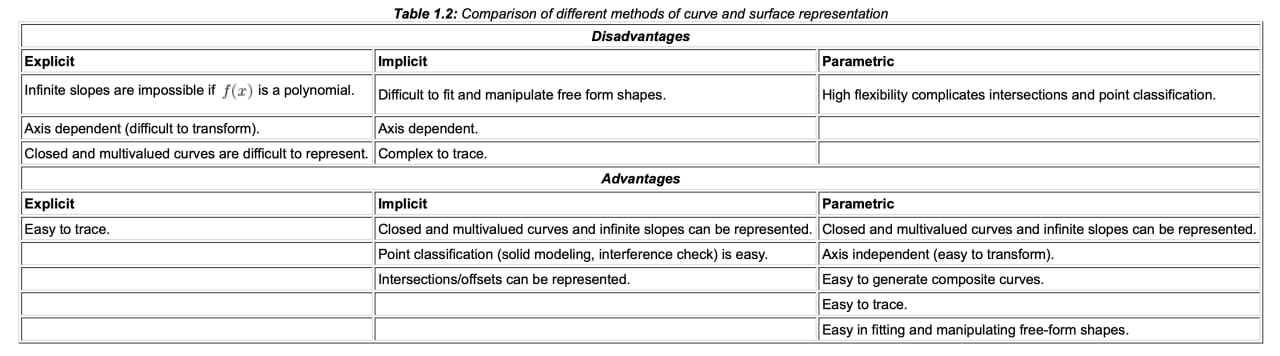 Table 1.2: Comparison of different methods of curve and surface representation
Disadvantages
Explicit Implicit Parametric
Infinite slopes are impossible if f(x) is a polynomial. Difficult to fit and manipulate free form shapes. High flexibility complicates intersections and point classification.
Axis dependent (difficult to transform). Axis dependent.
Closed and multivalued curves are difficult to represent. Complex to trace.
Advantages
Explicit Implicit Parametric
Easy to trace. Closed and multivalued curves and infinite slopes can be represented. Closed and multivalued curves and infinite slopes can be represented.
Point classification (solid modeling, interference check) is easy. Axis independent (easy to transform).
Intersections/offsets can be represented. Easy to generate composite curves.
Easy to trace.
Easy in fitting and manipulating free-form shapes.